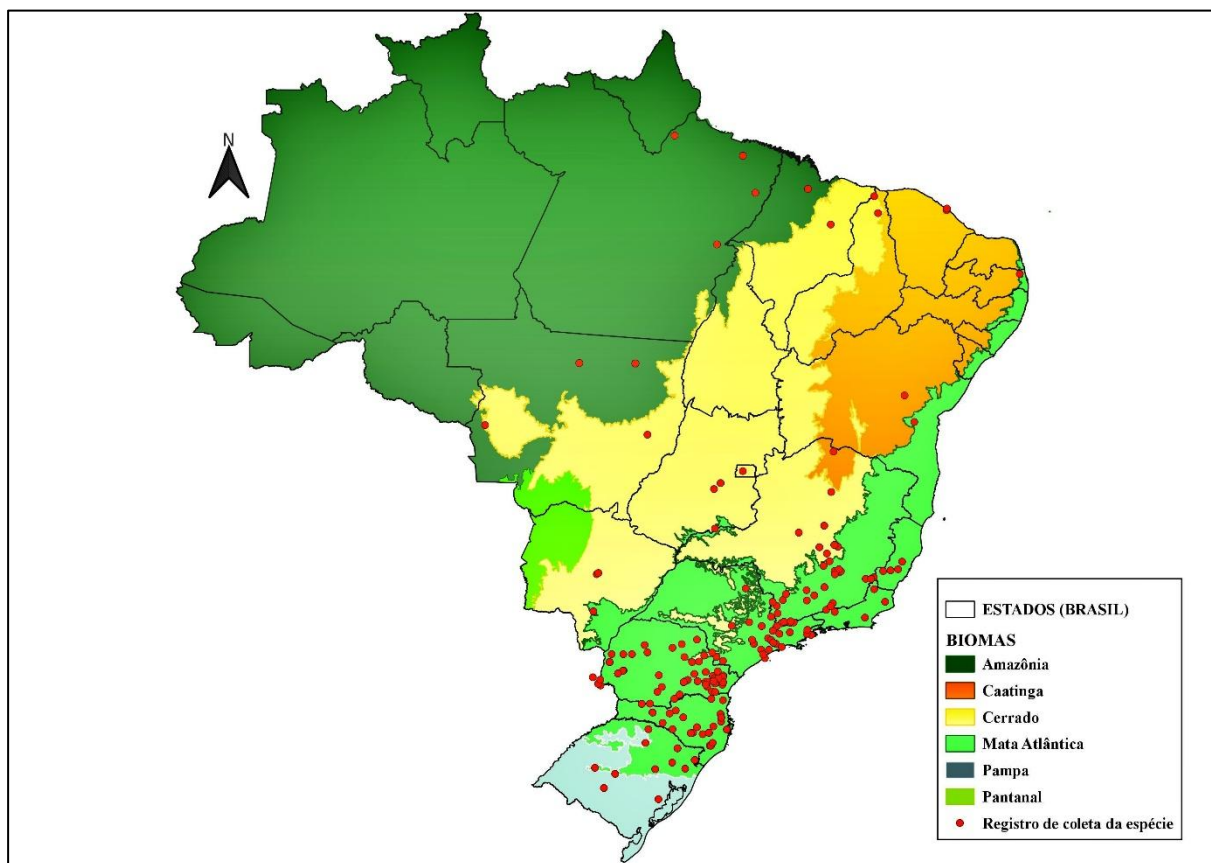 N
ESTADOS (BRASIL)
BIOMAS
Amazônia
Caatinga
Cerrado
Mata Atlântica
Pampa
Pantanal
Registro de coleta da espécie